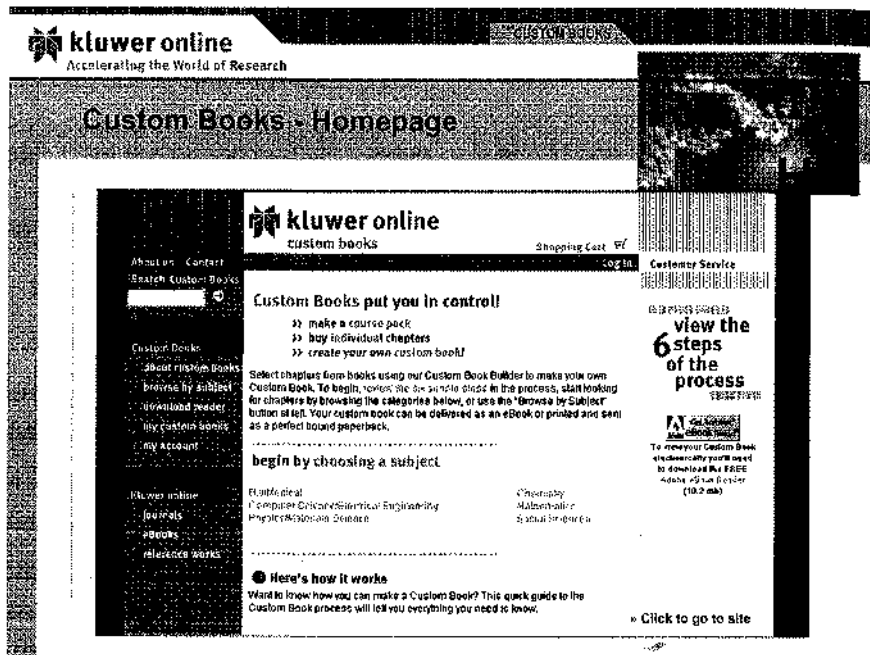 CUSTOM BOOKS
kluwer online
Accelerating the World of Research
Custom Books - Homepage
kluwer online
custom books
Shopping Cart
About us Contact
Log in
Customer Service
Search Custom Books
Custom Books put you in control!
>> make a course pack
>> buy individual chapters
>> create your own custom book!
view the
6 steps
of the
process
Custom Books
about custom books
browse by subject
download reader
my custom books
my account
Select chapters from books using our Custom Book Builder to make your own
Custom Book. To begin, review the six simple steps in the process, start looking
for chapters by browsing the categories below, or use the "Browse by Subject"
button at left. Your custom book can be delivered as an eBook or printed and sent
as a perfect bound paperback.
Adobe
eBook Reader
To view your Custom Book
electronically you'll need
to download the FREE
Adobe eBook Reader
(10.2 mb)
begin by choosing a subject
BioMedical
Computer Science/Electrical Engineering
Physics/Materials Science
Chemistry
Mathematics
Social Sciences
Kluwer online
journals
eBooks
reference works
Here's how it works
Want to know how you can make a Custom Book? This quick guide to the
Custom Book process will tell you everything you need to know.
» Click to go to site